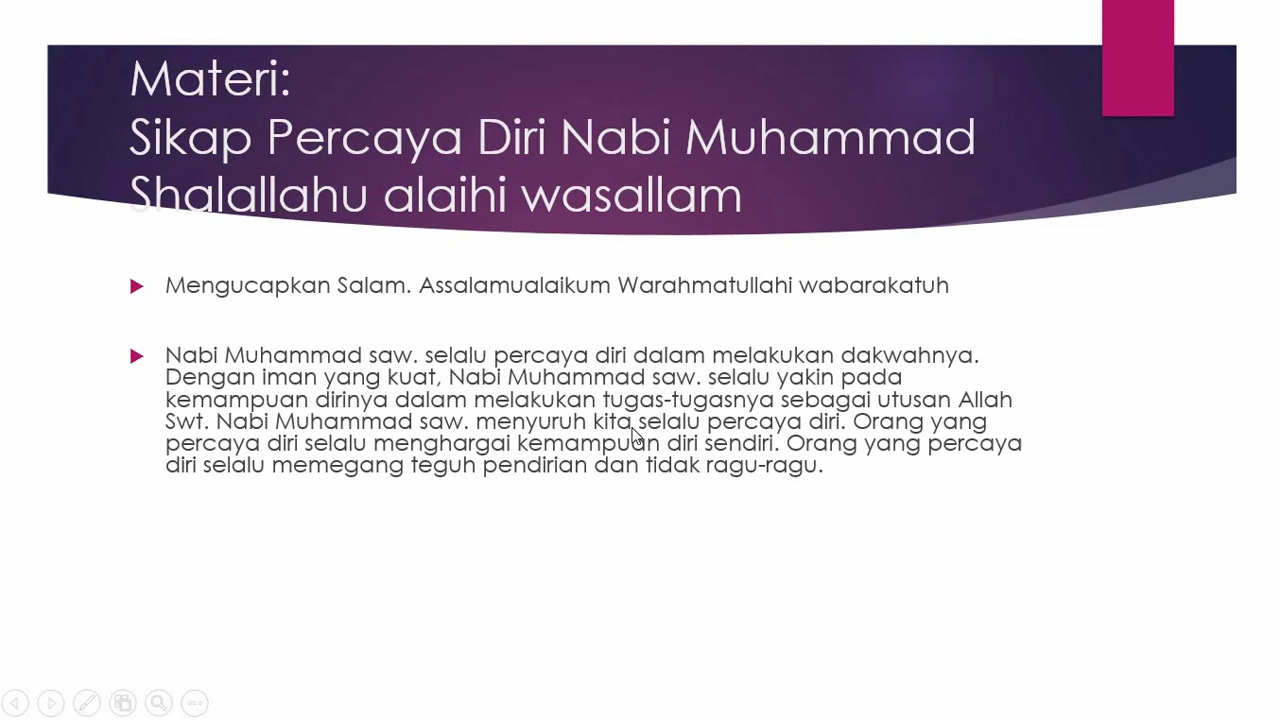 Materi:
Sikap Percaya Diri Nabi Muhammad
Shalallahu alaihi wasallam
Mengucapkan Salam. Assalamualaikum Warahmatullahi wabarakatuh
Nabi Muhammad saw. selalu percaya diri dalam melakukan dakwahnya.
Dengan iman yang kuat, Nabi Muhammad saw. selalu yakin pada
kemampuan dirinya dalam melakukan tugas-tugasnya sebagai utusan Allah
Swt. Nabi Muhammad saw. menyuruh kita selalu percaya diri. Orang yang
percaya diri selalu menghargai kemampuan diri sendiri. Orang yang percaya
diri selalu memegang teguh pendirian dan tidak ragu-ragu.